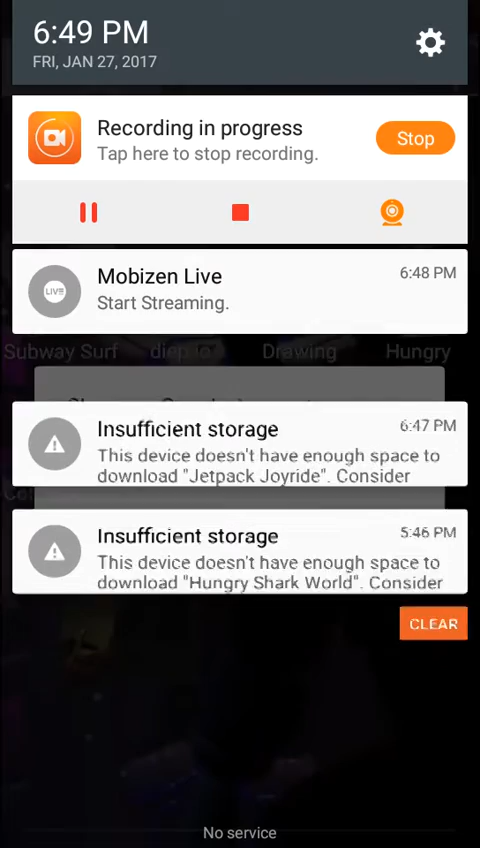 6:49 PM
FRI, JAN 27, 2017
Recording in progress
Tap here to stop recording.
Stop
Mobizen Live
6:48 PM
LIVE
Start Streaming.
Subway Surf diep.io Drawing Hungry
Insufficient storage
6:47 PM
This device doesn't have enough space to
download "Jetpack Joyride". Consider
Insufficient storage
5:46 PM
This device doesn't have enough space to
download "Hungry Shark World". Consider
CLEAR
No service